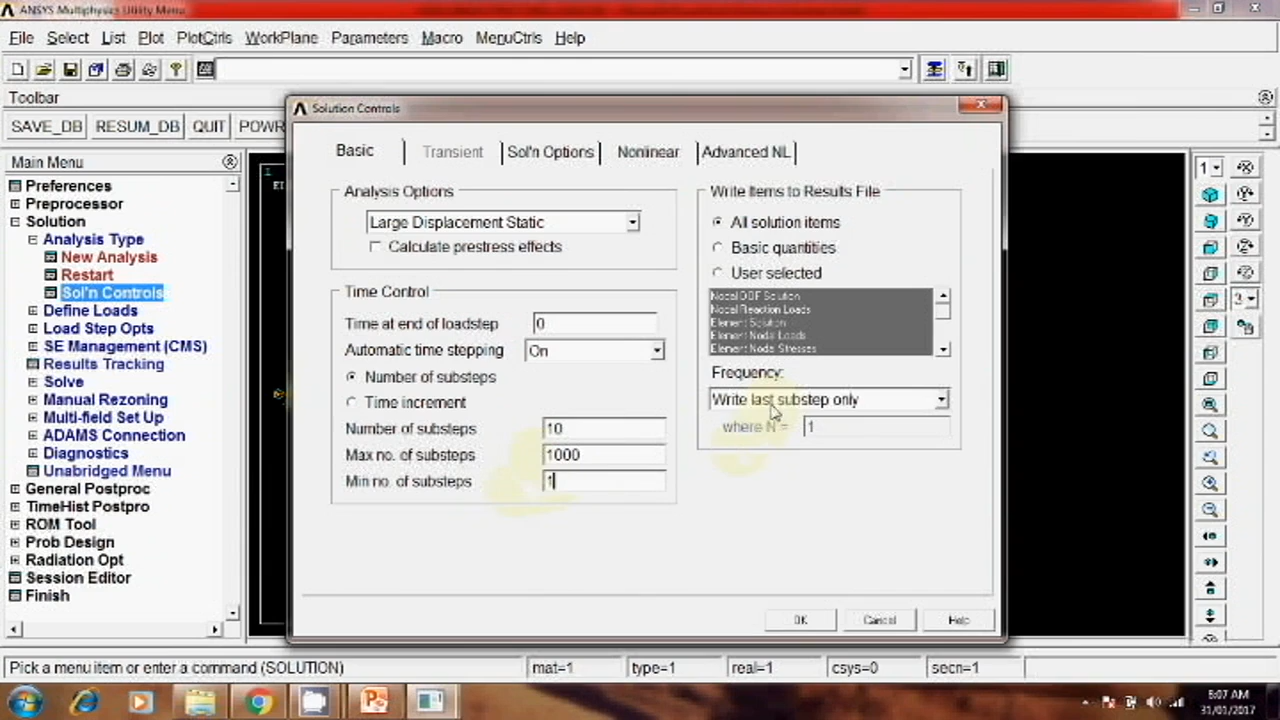 ANSYS Multiphysics Utility Menu
File Select List Plot PlotCtrls WorkPlane Parameters Macro MenuCtrls Help
Toolbar
SAVE_DB RESUM_DB QUIT POWR
Main Menu
Preferences
Preprocessor
Solution
Analysis Type
New Analysis
Restart
Sol'n Controls
Define Loads
Load Step Opts
SE Management (CMS)
Results Tracking
Solve
Manual Rezoning
Multi-field Set Up
ADAMS Connection
Diagnostics
Unabridged Menu
General Postproc
TimeHist Postpro
ROM Tool
Prob Design
Radiation Opt
Session Editor
Finish
1
Solution Controls
Basic Transient Sol'n Options Nonlinear Advanced NL
Analysis Options
Large Displacement Static
Calculate prestress effects
Time Control
Time at end of loadstep 0
Automatic time stepping On
Number of substeps
Time increment
Number of substeps 10
Max no. of substeps 1000
Min no. of substeps 1
Write Items to Results File
All solution items
Basic quantities
User selected
Nodal DOF Solution
Nodal Reaction Loads
Element Solution
Element Nodal Loads
Element Nodal Stresses
Frequency:
Write last substep only
where N = 1
OK Cancel Help
1
3
Pick a menu item or enter a command (SOLUTION) mat=1 type=1 real=1 csys=0 secn=1
8:07 AM
31/01/2017